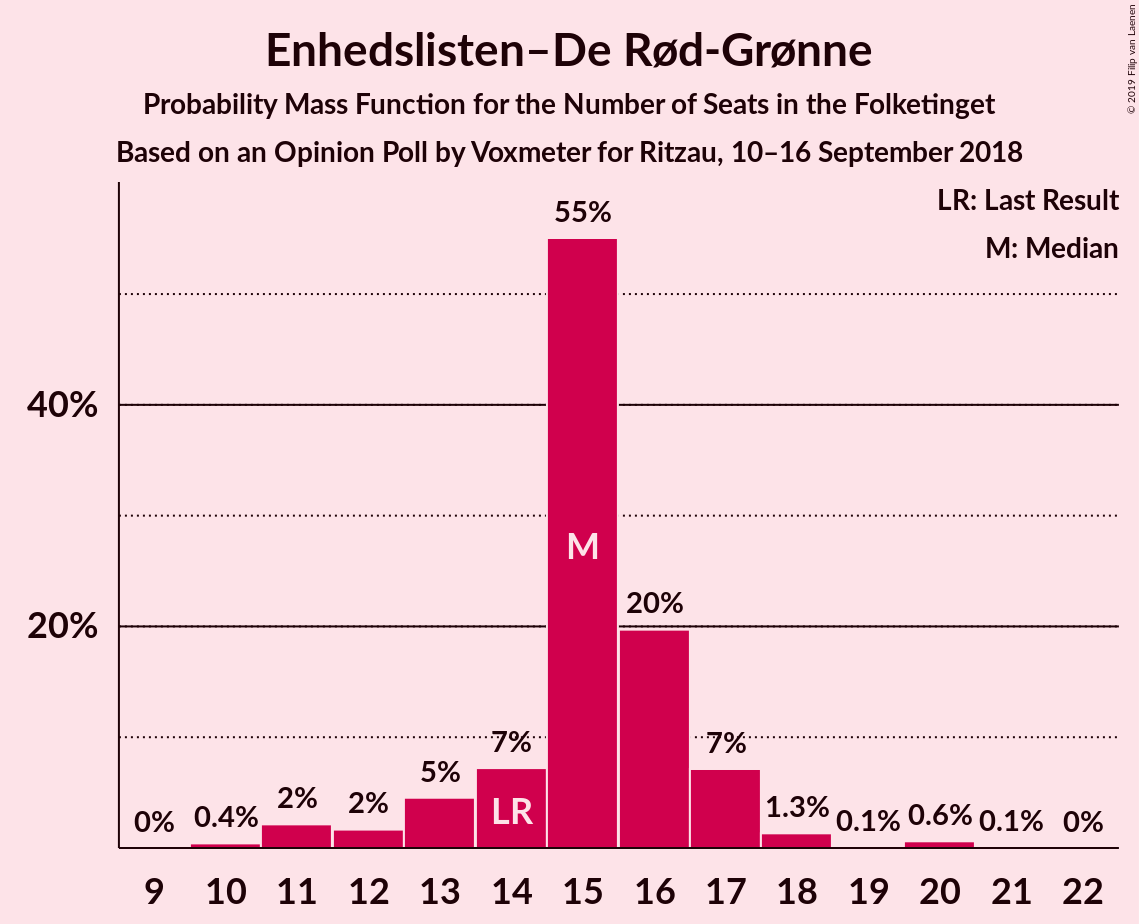 Enhedslisten–De Rød-Grønne
Probability Mass Function for the Number of Seats in the Folketinget
Based on an Opinion Poll by Voxmeter for Ritzau, 10–16 September 2018
© 2019 Filip van Laenen
LR: Last Result
M: Median
55%
40%
M
20%
20%
7%
7%
5%
LR
2%
2%
1.3%
0%
0.4%
0.1%
0.6%
0.1%
0%
9 10 11 12 13 14 15 16 17 18 19 20 21 22